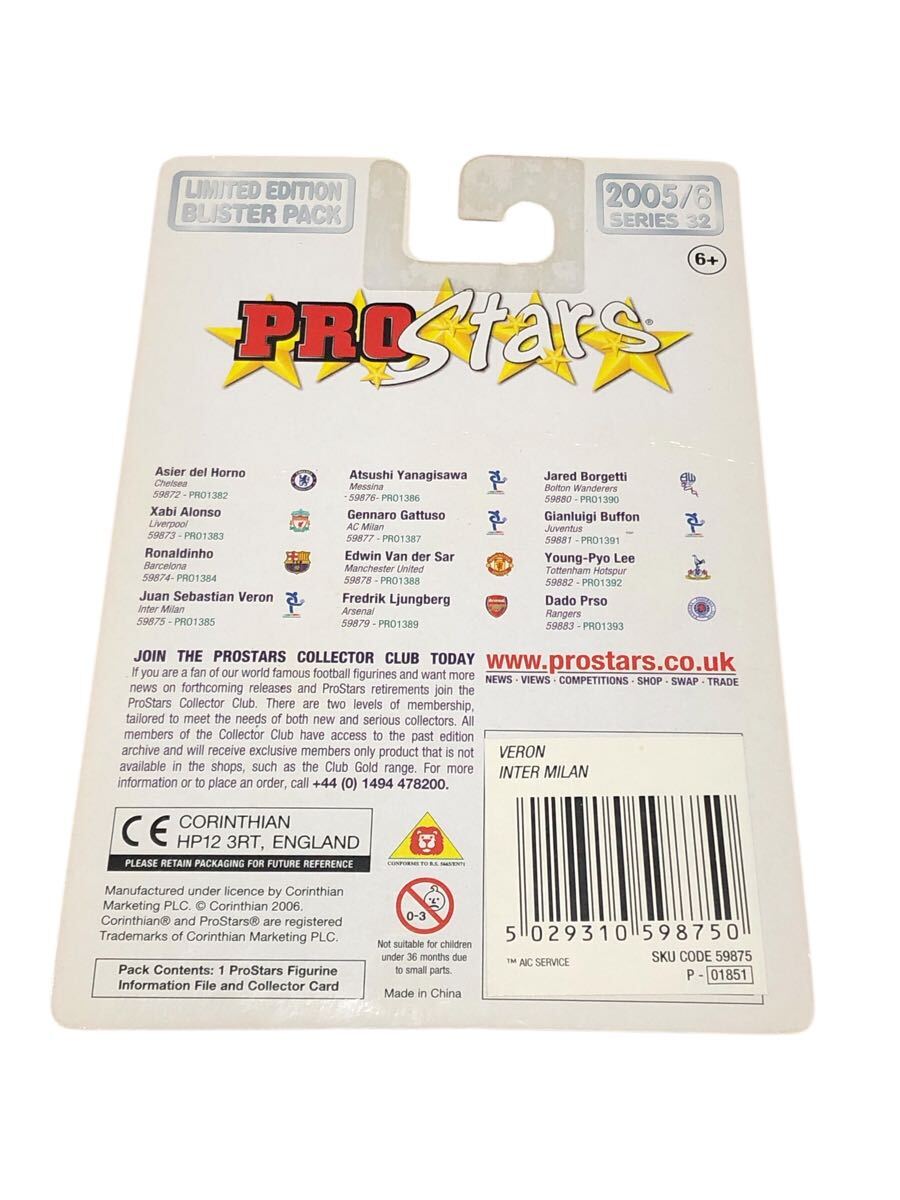 LIMITED EDITION
BLISTER PACK
2005/6
SERIES 32
6+
PROStars®
Asier del Horno
Chelsea
59872 - PRO1382
Xabi Alonso
Liverpool
59873 - PRO1383
Ronaldinho
Barcelona
59874- PRO1384
Juan Sebastian Veron
Inter Milan
59875 - PRO1385
Atsushi Yanagisawa
Messina
59876- PRO1386
Gennaro Gattuso
AC Milan
59877 - PRO1387
Edwin Van der Sar
Manchester United
59878 - PRO1388
Fredrik Ljungberg
Arsenal
59879 - PRO1389
Jared Borgetti
Bolton Wanderers
59880 - PRO1390
Gianluigi Buffon
Juventus
59881 - PRO1391
Young-Pyo Lee
Tottenham Hotspur
59882 - PRO1392
Dado Prso
Rangers
59883 - PRO1393
JOIN THE PROSTARS COLLECTOR CLUB TODAY
If you are a fan of our world famous football figurines and want more
news on forthcoming releases and ProStars retirements join the
ProStars Collector Club. There are two levels of membership,
tailored to meet the needs of both new and serious collectors. All
members of the Collector Club have access to the past edition
archive and will receive exclusive members only product that is not
available in the shops, such as the Club Gold range. For more
information or to place an order, call +44 (0) 1494 478200.
www.prostars.co.uk
NEWS · VIEWS · COMPETITIONS · SHOP · SWAP · TRADE
VERON
INTER MILAN
5 029310 598750
™ AIC SERVICE
SKU CODE 59875
P - 01851
CE CORINTHIAN
HP12 3RT, ENGLAND
PLEASE RETAIN PACKAGING FOR FUTURE REFERENCE
Manufactured under licence by Corinthian
Marketing PLC. © Corinthian 2006.
Corinthian® and ProStars® are registered
Trademarks of Corinthian Marketing PLC.
Pack Contents: 1 ProStars Figurine
Information File and Collector Card
CONFORMS TO B.S. 5665/EN71
0-3
Not suitable for children
under 36 months due
to small parts.
Made in China